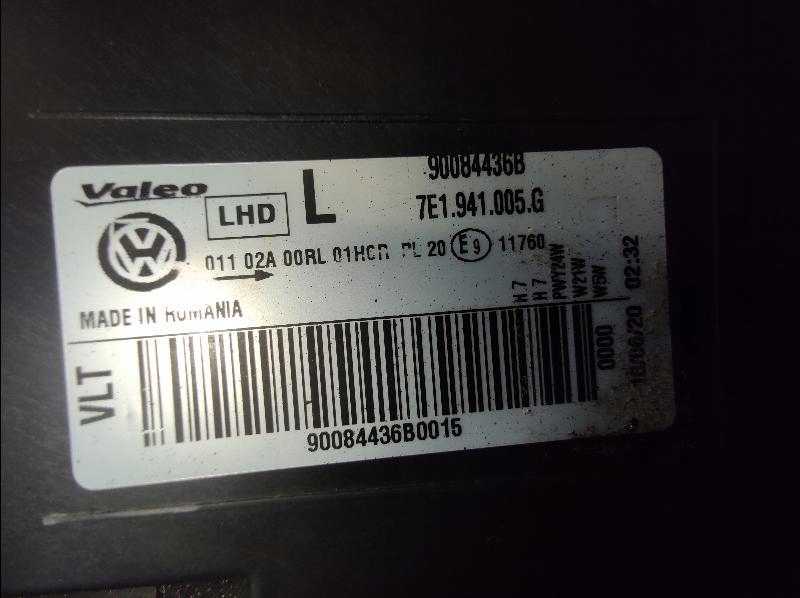 Valeo
LHD
L
90084436B
7E1.941.005.G
011 02A 00RL 01HCR PL 20 E9 11760
MADE IN ROMANIA
H7
H7
PWY24W
W21W
W5W
VLT
0000
02:32
90084436B0015